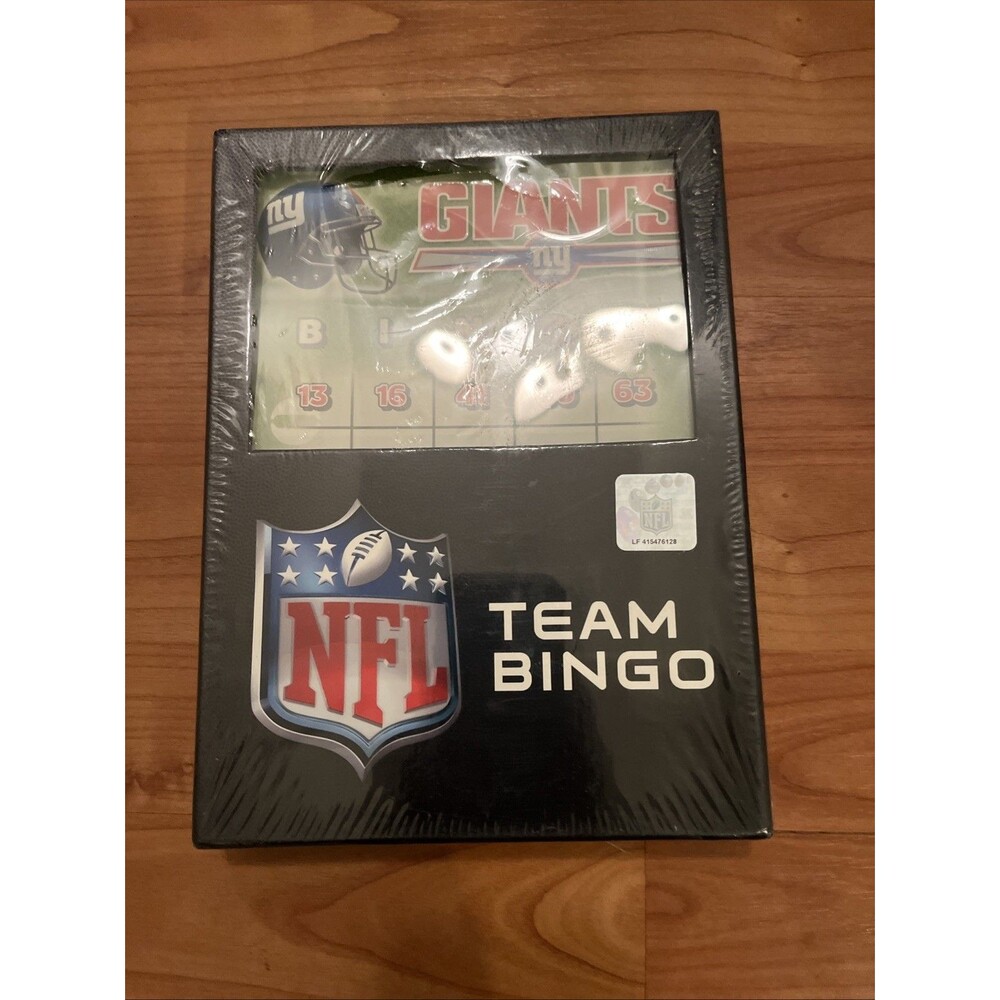 ny
GIANTS
ny
B I
13 16 63
NFL
LF 415476128
NFL
TEAM
BINGO